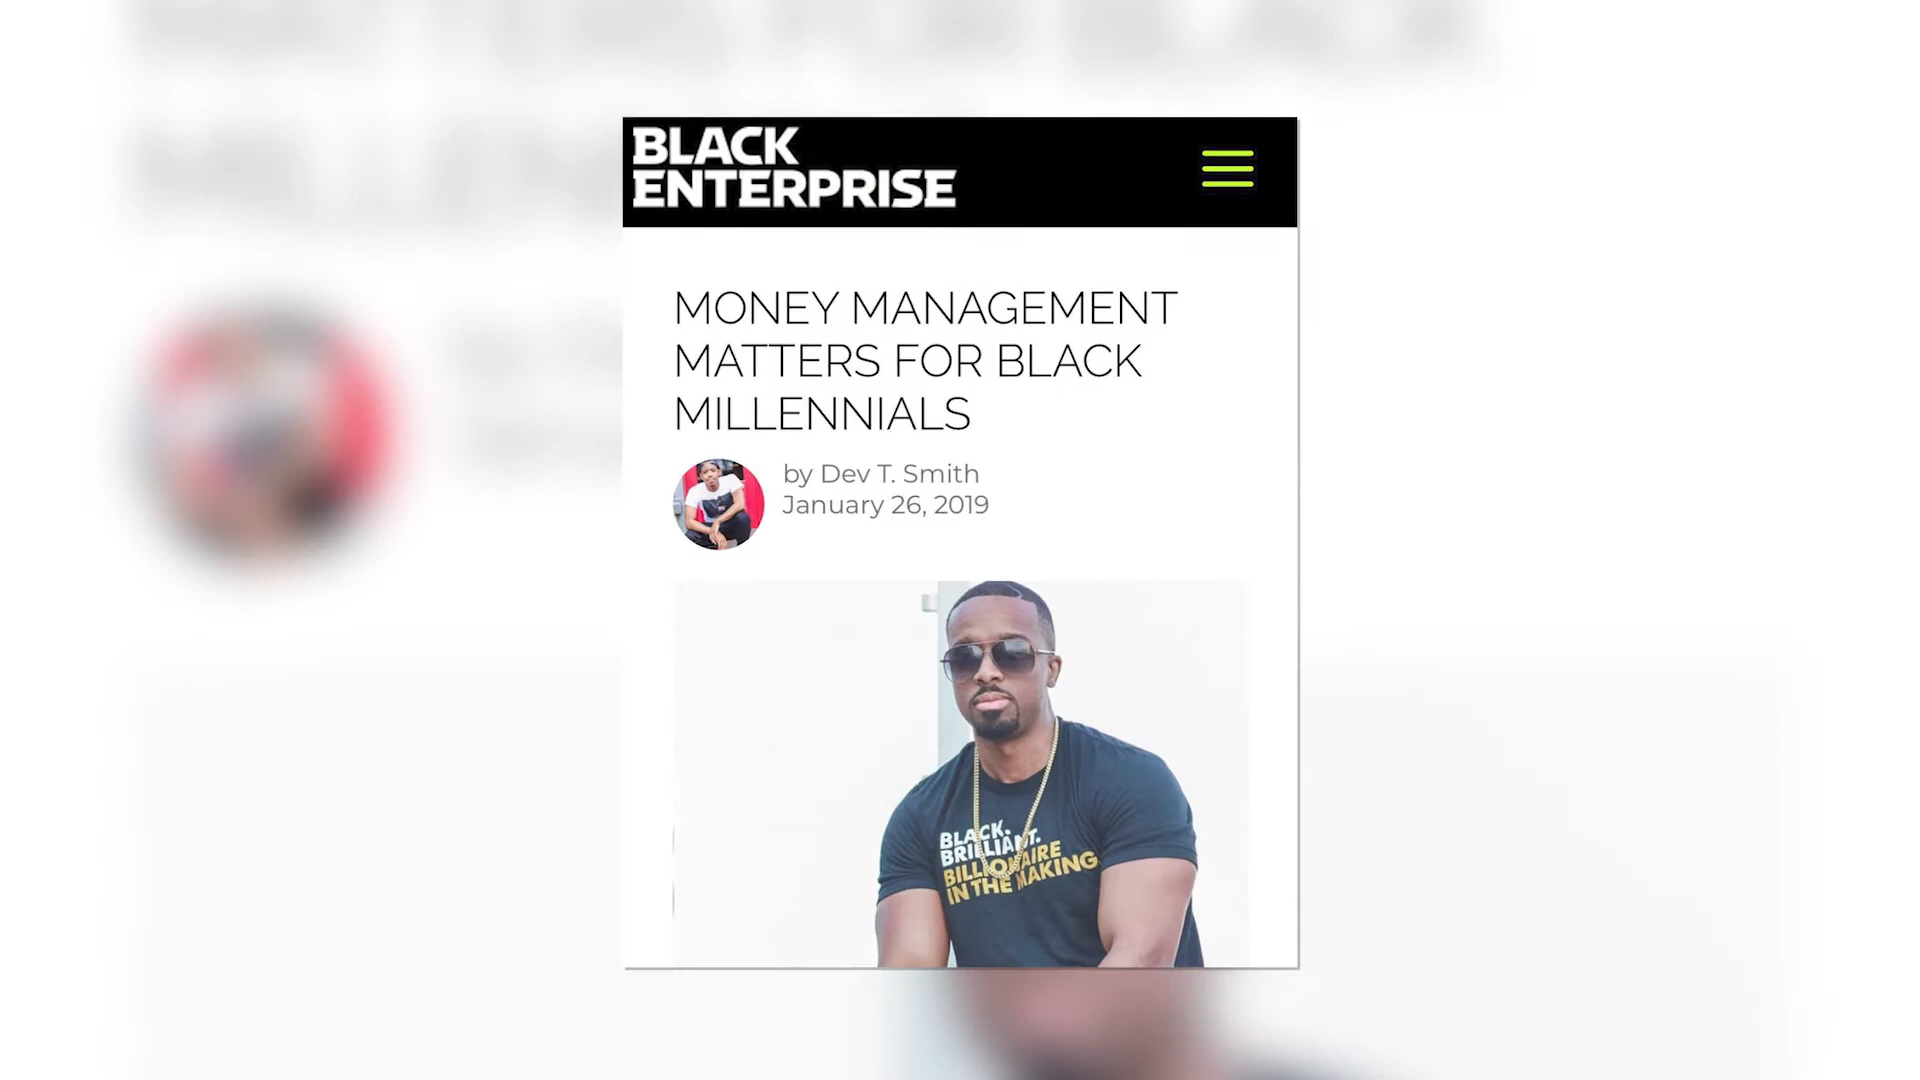 BLACK
ENTERPRISE
MONEY MANAGEMENT
MATTERS FOR BLACK
MILLENNIALS
by Dev T. Smith
January 26, 2019
BLACK.
BRILLIANT.
BILLIONAIRE
IN THE MAKING